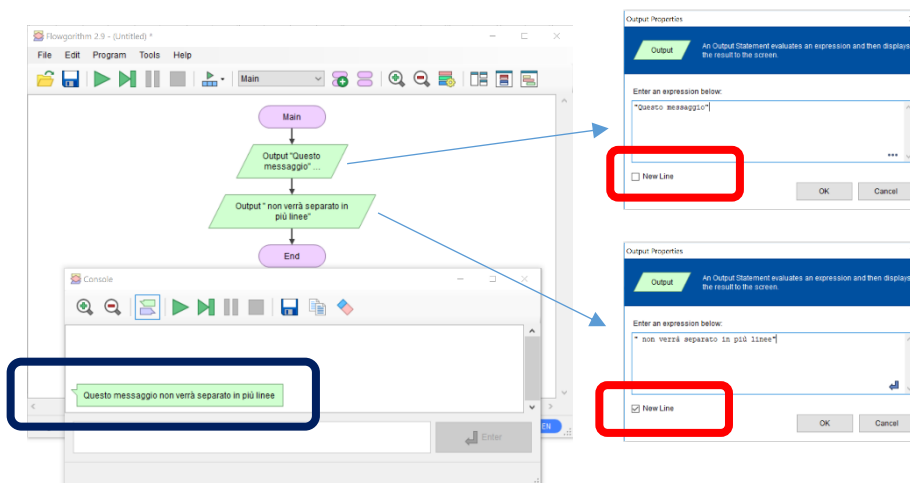 Flowgorithm 2.9 - (Untitled) *
File Edit Program Tools Help
Main
Main
Output "Questo
messaggio" ...
Output " non verrà separato in
più linee"
End
Console
Questo messaggio non verrà separato in più linee
Enter
EN
Output Properties
Output
An Output Statement evaluates an expression and then displays
the result to the screen.
Enter an expression below:
"Questo messaggio"
New Line
OK Cancel
Output Properties
Output
An Output Statement evaluates an expression and then displays
the result to the screen.
Enter an expression below:
" non verrà separato in più linee"
New Line
OK Cancel